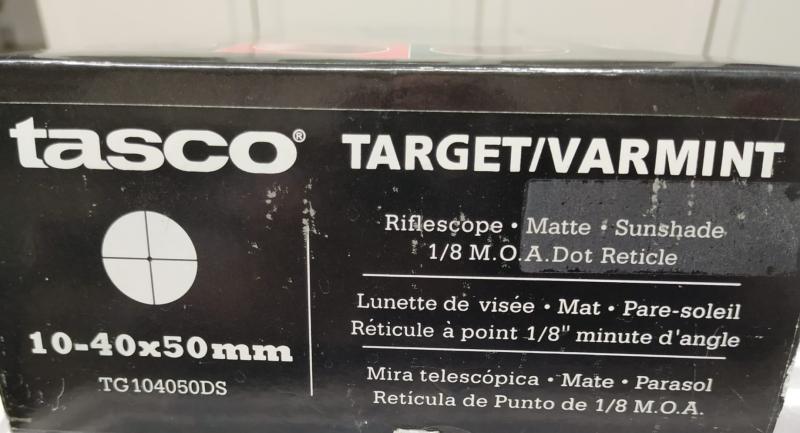 tasco®
TARGET/VARMINT
Riflescope • Matte • Sunshade
1/8 M.O.A. Dot Reticle
Lunette de visée • Mat • Pare-soleil
Réticule à point 1/8" minute d'angle
Mira telescópica • Mate • Parasol
Retícula de Punto de 1/8 M.O.A.
10-40x50mm
TG104050DS